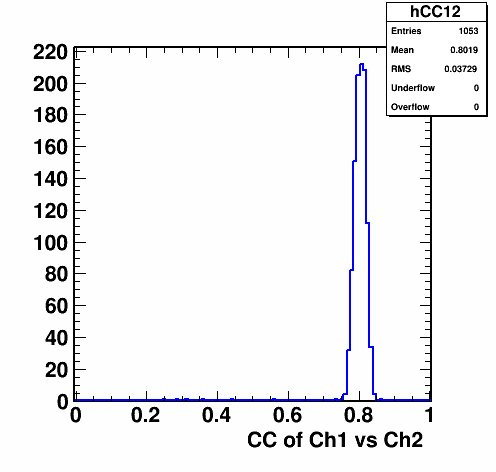 hCC12
Entries 1053
Mean 0.8019
RMS 0.03729
Underflow 0
Overflow 0
220
200
180
160
140
120
100
80
60
40
20
0
0 0.2 0.4 0.6 0.8 1
CC of Ch1 vs Ch2